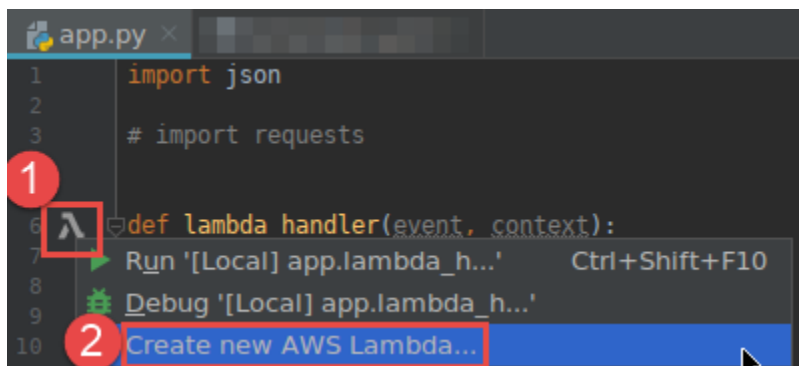 app.py
1 import json
2
3 # import requests
1
6 λ def lambda_handler(event, context):
7 Run '[Local] app.lambda_h...' Ctrl+Shift+F10
8
9 Debug '[Local] app.lambda_h...'
10 2 Create new AWS Lambda...